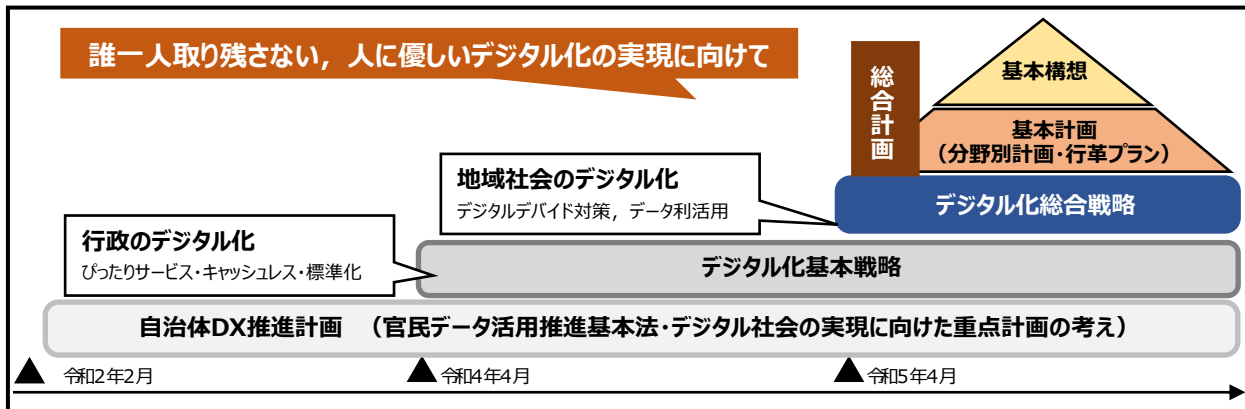 誰一人取り残さない，人に優しいデジタル化の実現に向けて
総合計画
基本構想
基本計画
（分野別計画・行革プラン）
地域社会のデジタル化
デジタルデバイド対策，データ利活用
デジタル化総合戦略
行政のデジタル化
ぴったりサービス・キャッシュレス・標準化
デジタル化基本戦略
自治体DX推進計画　（官民データ活用推進基本法・デジタル社会の実現に向けた重点計画の考え）
令和2年2月
令和4年4月
令和5年4月